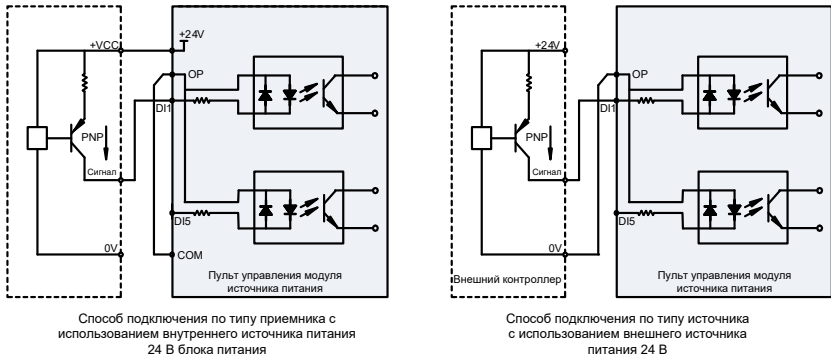 +24V
+VCC
OP
DI1
PNP
Сигнал
DI5
0V
COM
Пульт управления модуля
источника питания
Способ подключения по типу приемника с
использованием внутреннего источника питания
24 В блока питания
+24V
OP
DI1
PNP
Сигнал
DI5
0V
Внешний контроллер
Пульт управления модуля
источника питания
Способ подключения по типу источника
с использованием внешнего источника
питания 24 В